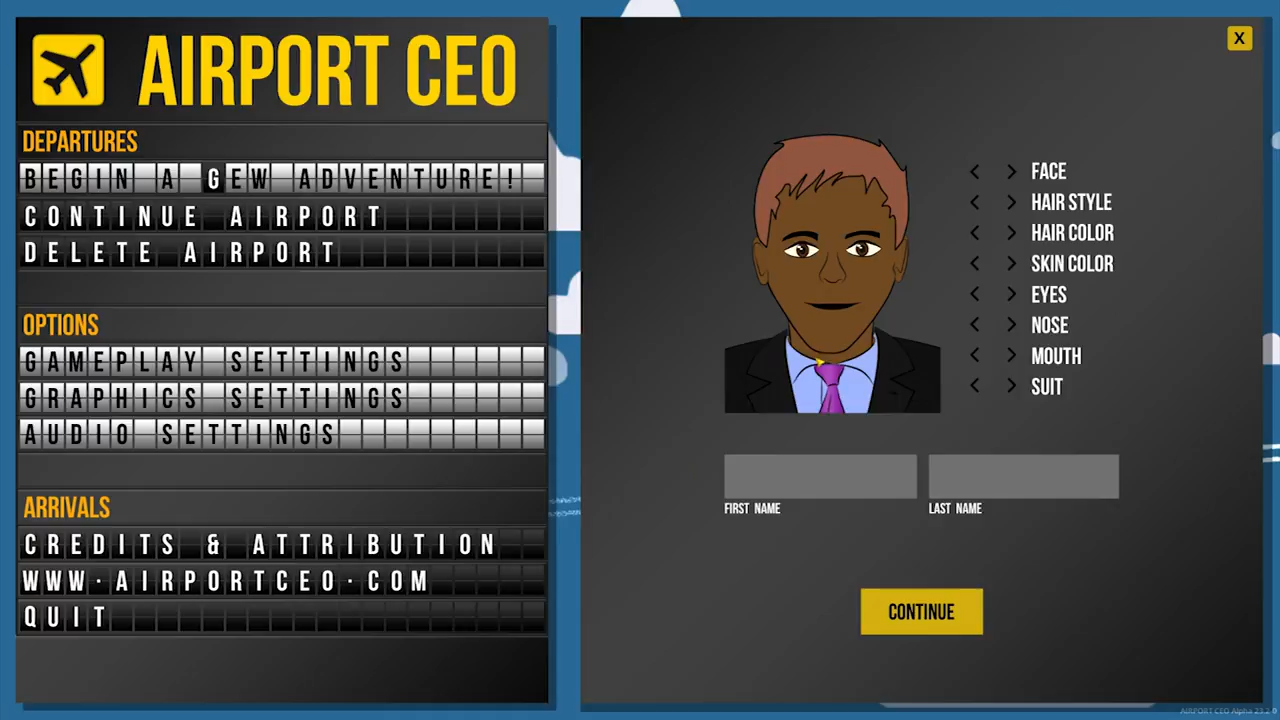 AIRPORT CEO
DEPARTURES
BEGIN A GEW ADVENTURE!
CONTINUE AIRPORT
DELETE AIRPORT
OPTIONS
GAMEPLAY SETTINGS
GRAPHICS SETTINGS
AUDIO SETTINGS
ARRIVALS
CREDITS & ATTRIBUTION
WWW·AIRPORTCEO·COM
QUIT
X
< > FACE
< > HAIR STYLE
< > HAIR COLOR
< > SKIN COLOR
< > EYES
< > NOSE
< > MOUTH
< > SUIT
FIRST NAME LAST NAME
CONTINUE